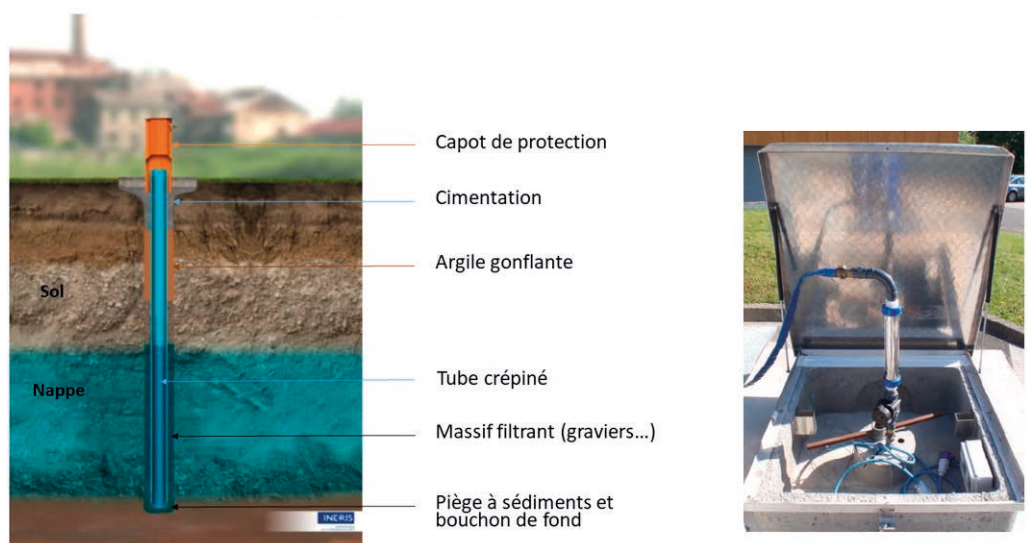 Capot de protection
Cimentation
Argile gonflante
Sol
Tube crépiné
Nappe
Massif filtrant (graviers…)
Piège à sédiments et
bouchon de fond
INERIS